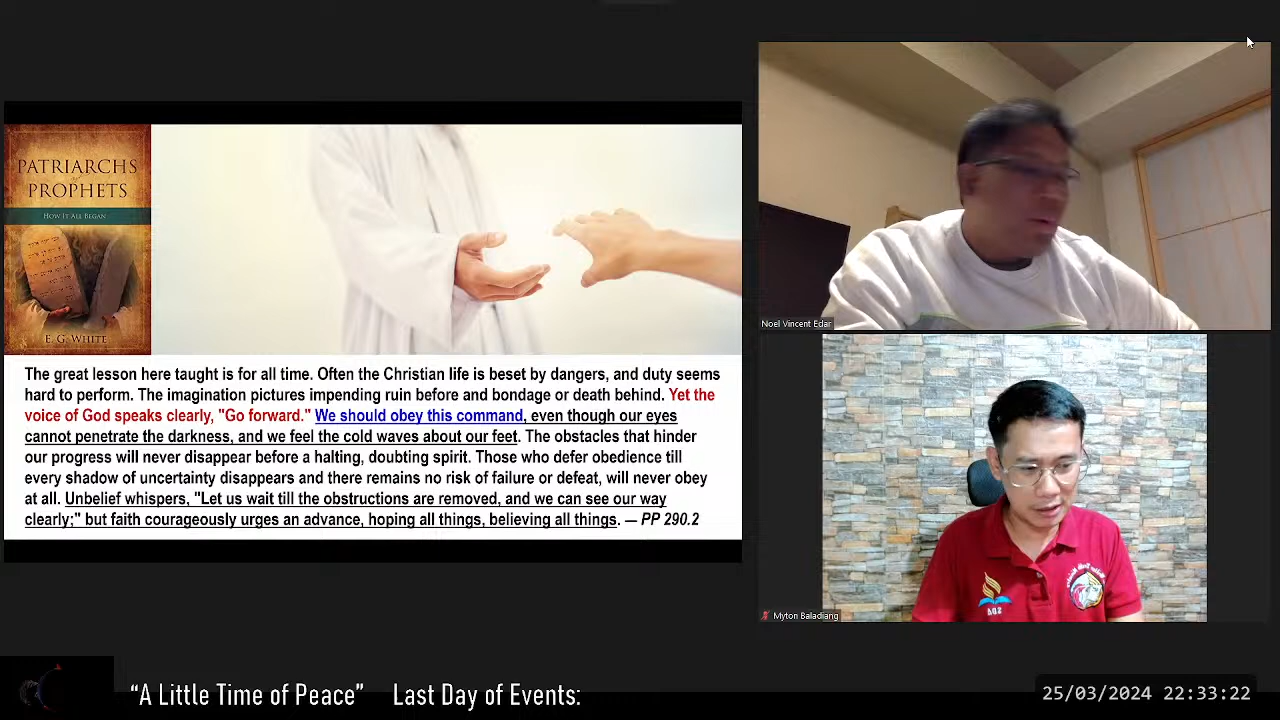 PATRIARCHS
PROPHETS
HOW IT ALL BEGAN
E. G. WHITE
The great lesson here taught is for all time. Often the Christian life is beset by dangers, and duty seems
hard to perform. The imagination pictures impending ruin before and bondage or death behind. Yet the
voice of God speaks clearly, "Go forward." We should obey this command, even though our eyes
cannot penetrate the darkness, and we feel the cold waves about our feet. The obstacles that hinder
our progress will never disappear before a halting, doubting spirit. Those who defer obedience till
every shadow of uncertainty disappears and there remains no risk of failure or defeat, will never obey
at all. Unbelief whispers, "Let us wait till the obstructions are removed, and we can see our way
clearly;" but faith courageously urges an advance, hoping all things, believing all things. — PP 290.2
Noel Vincent Edar
Myton Baladiang
“A Little Time of Peace” Last Day of Events:
25/03/2024 22:33:22